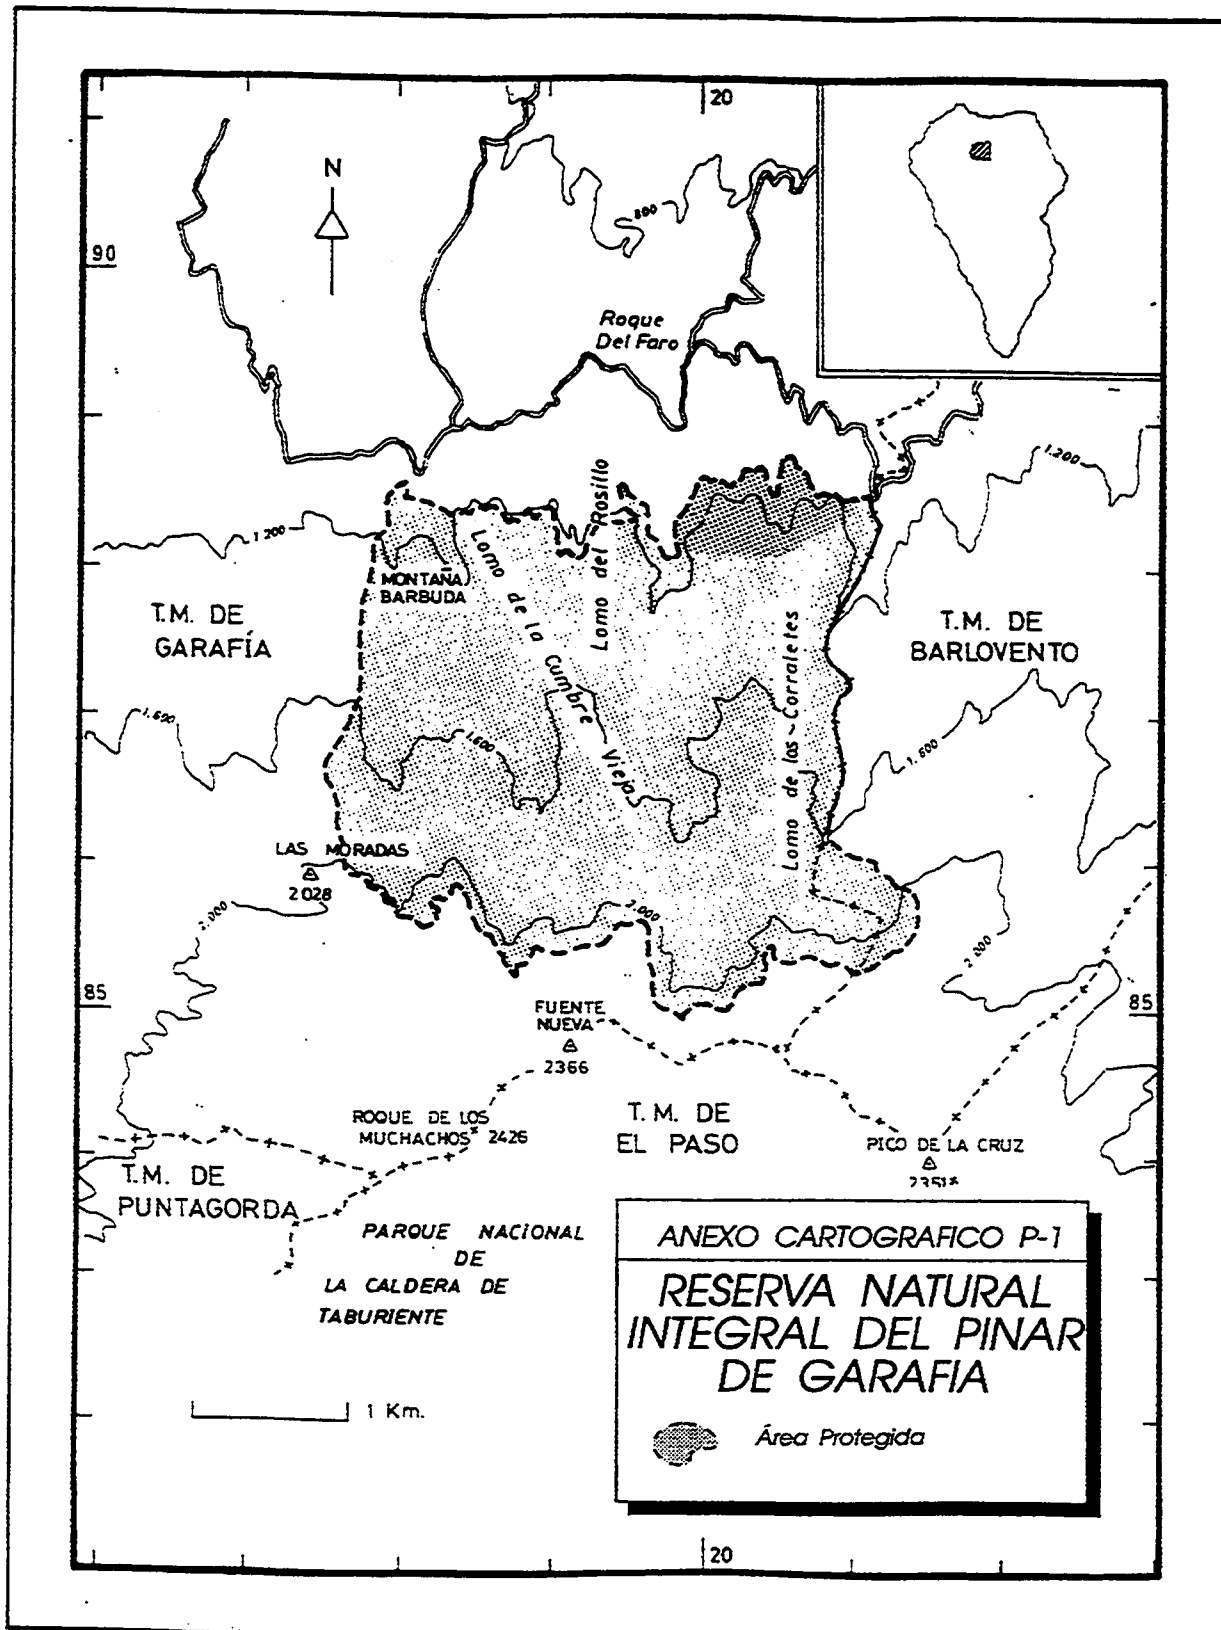 20
N
800
90
Roque
Del Faro
1.200
1.200
Lomo del Rosillo
MONTAÑA
BARBUDA
Lomo de la Cumbre Vieja
T.M. DE
GARAFÍA
T.M. DE
BARLOVENTO
Lomo de los Corraletes
1.600
1.600
1.600
LAS MORADAS
2028
2.000
2.000
2.000
85
85
FUENTE
NUEVA
2366
ROQUE DE LOS
MUCHACHOS 2426
T.M. DE
EL PASO
PICO DE LA CRUZ
2351
T.M. DE
PUNTAGORDA
PARQUE NACIONAL
DE
LA CALDERA DE
TABURIENTE
1 Km.
ANEXO CARTOGRAFICO P-1
RESERVA NATURAL
INTEGRAL DEL PINAR
DE GARAFIA
Área Protegida
20